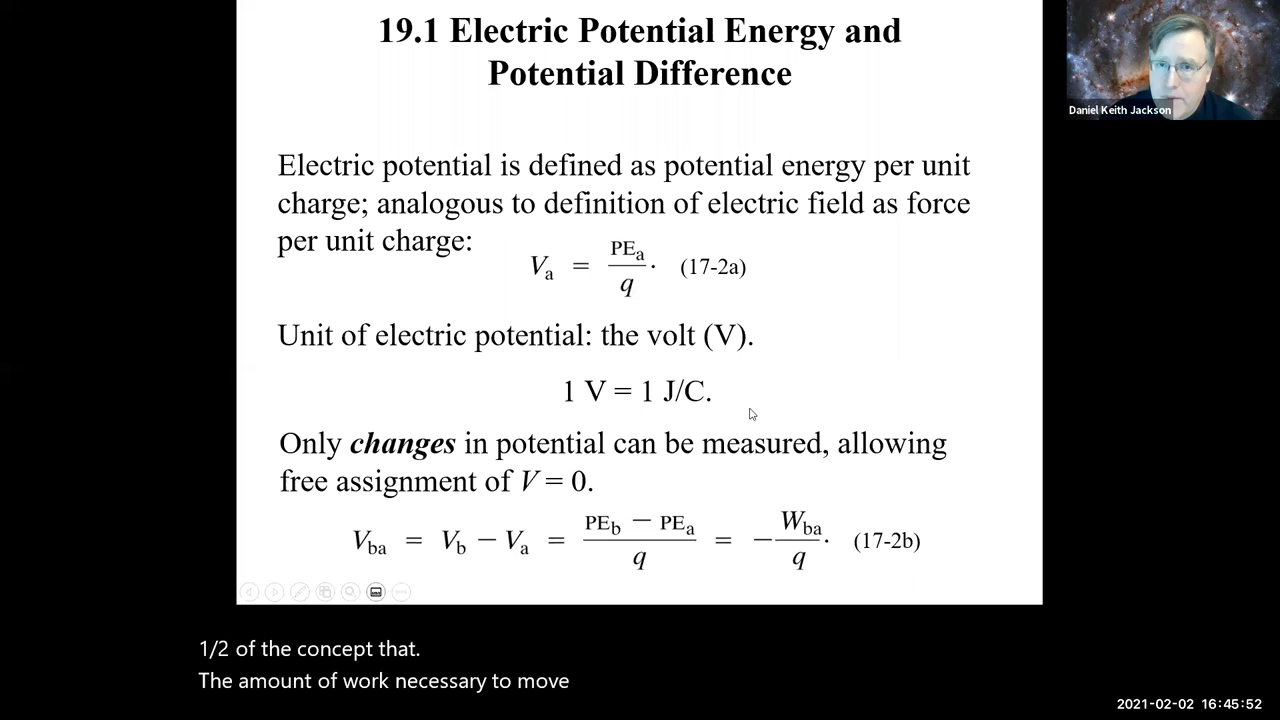 19.1 Electric Potential Energy and
Potential Difference
Daniel Keith Jackson
Electric potential is defined as potential energy per unit
charge; analogous to definition of electric field as force
per unit charge:
Va = PEa/q. (17-2a)
Unit of electric potential: the volt (V).
1 V = 1 J/C.
Only changes in potential can be measured, allowing
free assignment of V = 0.
Vba = Vb − Va = PEb − PEa/q = −Wba/q. (17-2b)
1/2 of the concept that.
The amount of work necessary to move
2021-02-02 16:45:52